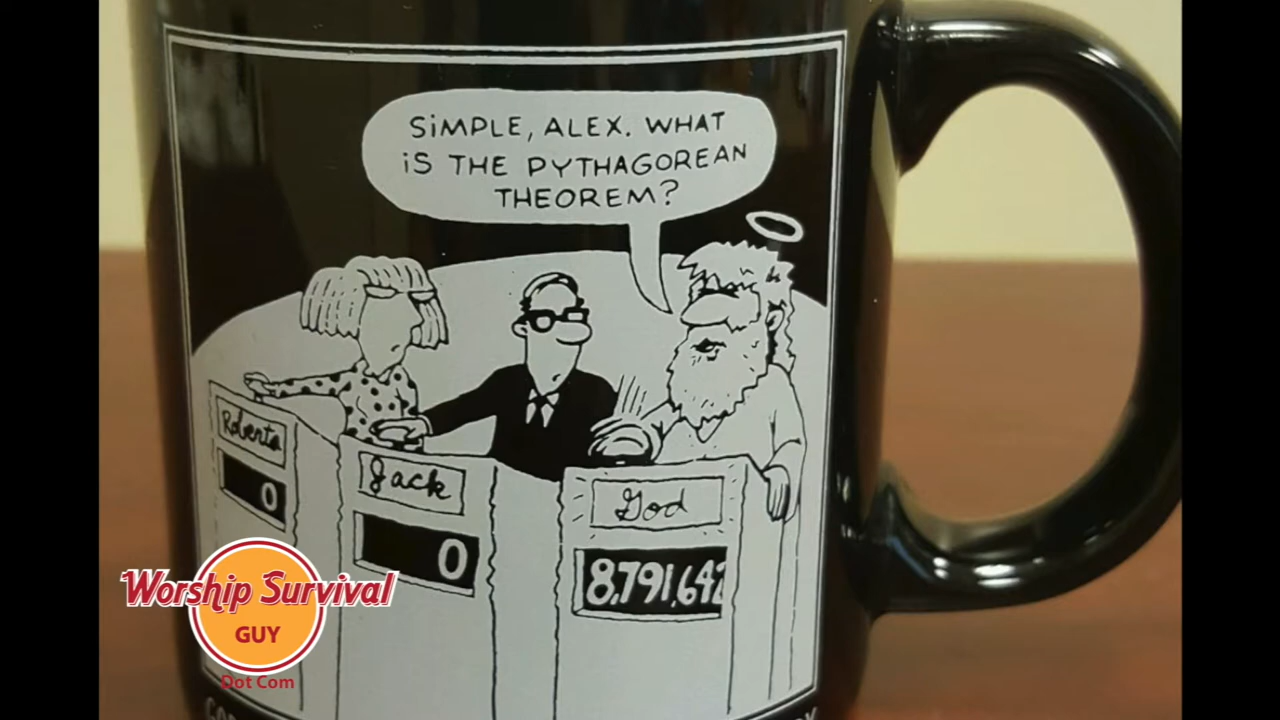 SiMPLE, ALEX. WHAT
iS THE PYTHAGOREAN
THEOREM?
Roberta
0
Jack
0
God
8,791,642
Worship Survival
GUY
Dot Com